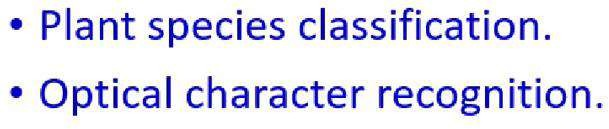 • Plant species classification.
• Optical character recognition.